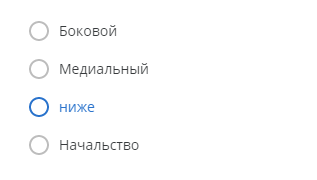 Боковой
Медиальный
ниже
Начальство